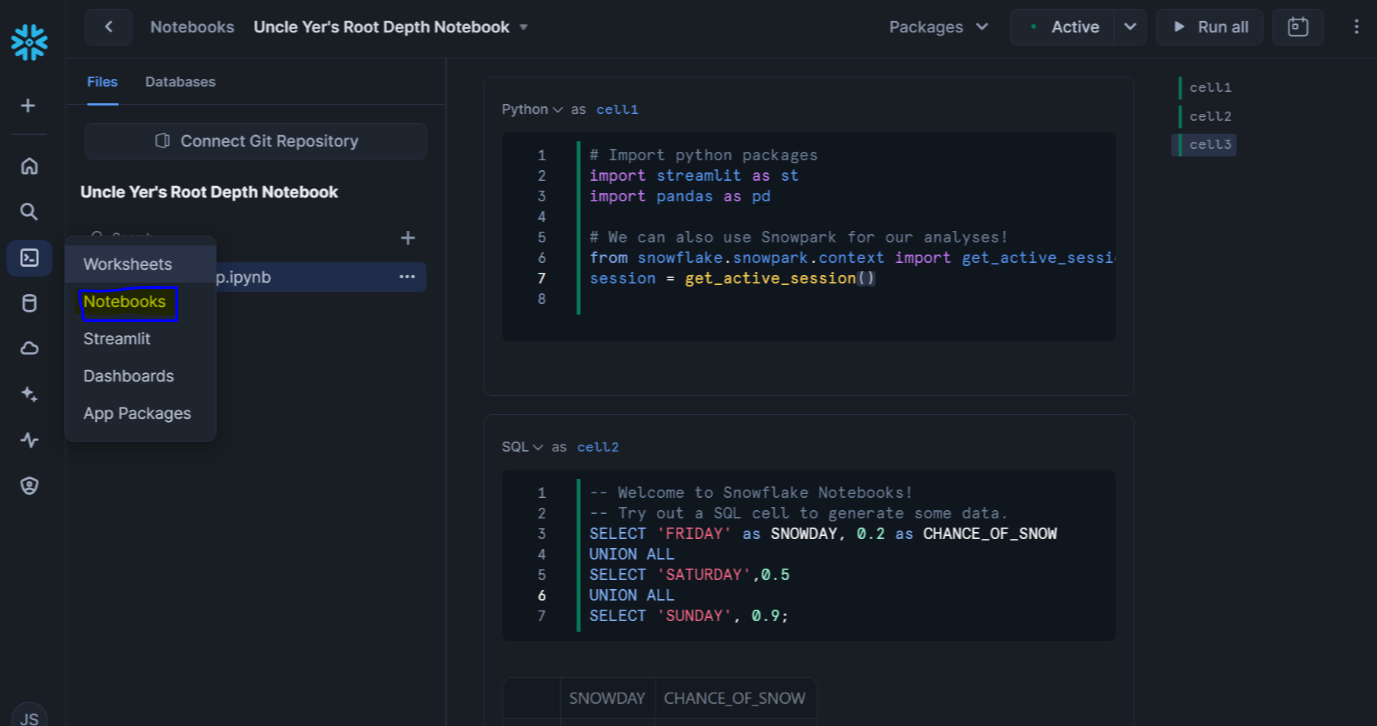 Notebooks Uncle Yer's Root Depth Notebook Packages Active Run all
Files Databases
Connect Git Repository
Uncle Yer's Root Depth Notebook
Worksheets
Notebooks
Streamlit
Dashboards
App Packages
p.ipynb ...
Python as cell1
1 # Import python packages
2 import streamlit as st
3 import pandas as pd
4
5 # We can also use Snowpark for our analyses!
6 from snowflake.snowpark.context import get_active_sessi
7 session = get_active_session()
8
SQL as cell2
1 -- Welcome to Snowflake Notebooks!
2 -- Try out a SQL cell to generate some data.
3 SELECT 'FRIDAY' as SNOWDAY, 0.2 as CHANCE_OF_SNOW
4 UNION ALL
5 SELECT 'SATURDAY',0.5
6 UNION ALL
7 SELECT 'SUNDAY', 0.9;
SNOWDAY CHANCE_OF_SNOW
cell1
cell2
cell3
JS